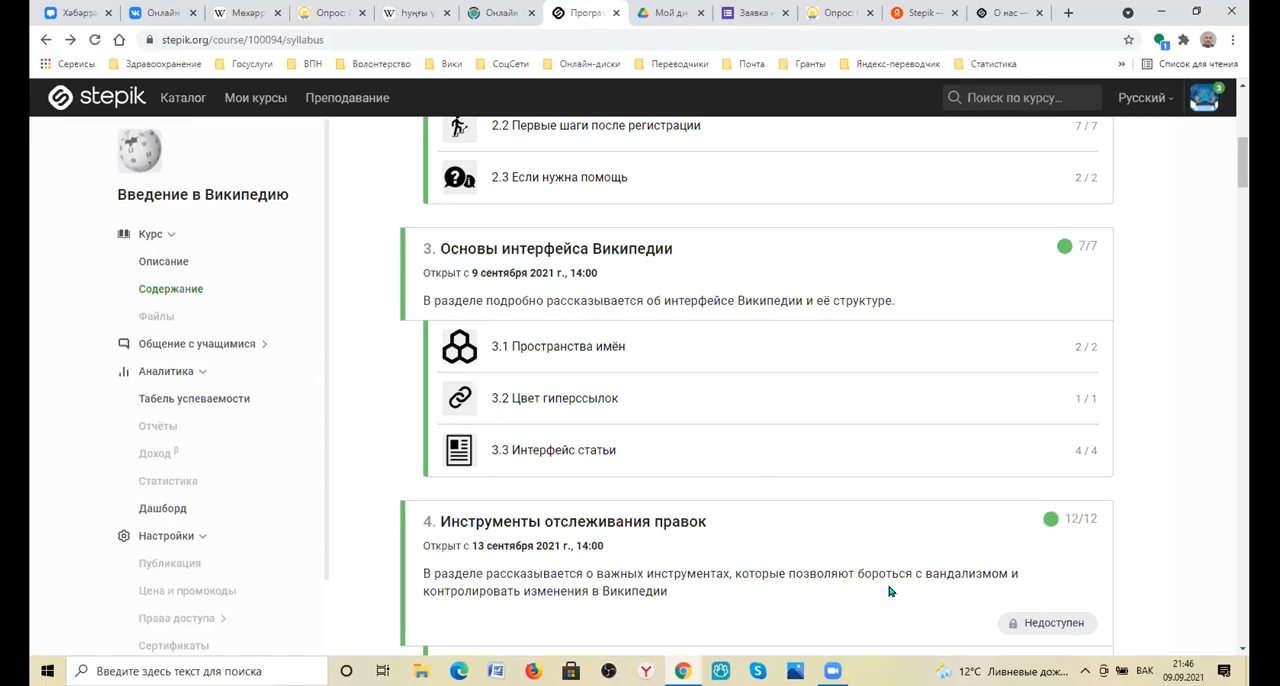 Хәбәрзә
Онлайн
Мөхәрр
Опрос: С
Һуңғы ү
Онлайн
Програ
Мой ди
Заявка н
Опрос: С
Stepik —
О нас —
stepik.org/course/100094/syllabus
Сервисы
Здравоохранение
Госуслуги
ВПН
Волонтерство
Вики
СоцСети
Онлайн-диски
Переводчики
Почта
Гранты
Яндекс-переводчик
Статистика
»
Список для чтения
stepik
Каталог
Мои курсы
Преподавание
Поиск по курсу...
Русский
3
Введение в Википедию
Курс
Описание
Содержание
Файлы
Общение с учащимися
Аналитика
Табель успеваемости
Отчёты
Доход β
Статистика
Дашборд
Настройки
Публикация
Цена и промокоды
Права доступа
Сертификаты
2.2 Первые шаги после регистрации 7 / 7
2.3 Если нужна помощь 2 / 2
3. Основы интерфейса Википедии 7/7
Открыт с 9 сентября 2021 г., 14:00
В разделе подробно рассказывается об интерфейсе Википедии и её структуре.
3.1 Пространства имён 2 / 2
3.2 Цвет гиперссылок 1 / 1
3.3 Интерфейс статьи 4 / 4
4. Инструменты отслеживания правок 12/12
Открыт с 13 сентября 2021 г., 14:00
В разделе рассказывается о важных инструментах, которые позволяют бороться с вандализмом и
контролировать изменения в Википедии
Недоступен
Введите здесь текст для поиска
12°C Ливневые дож...
ВАК
21:46
09.09.2021